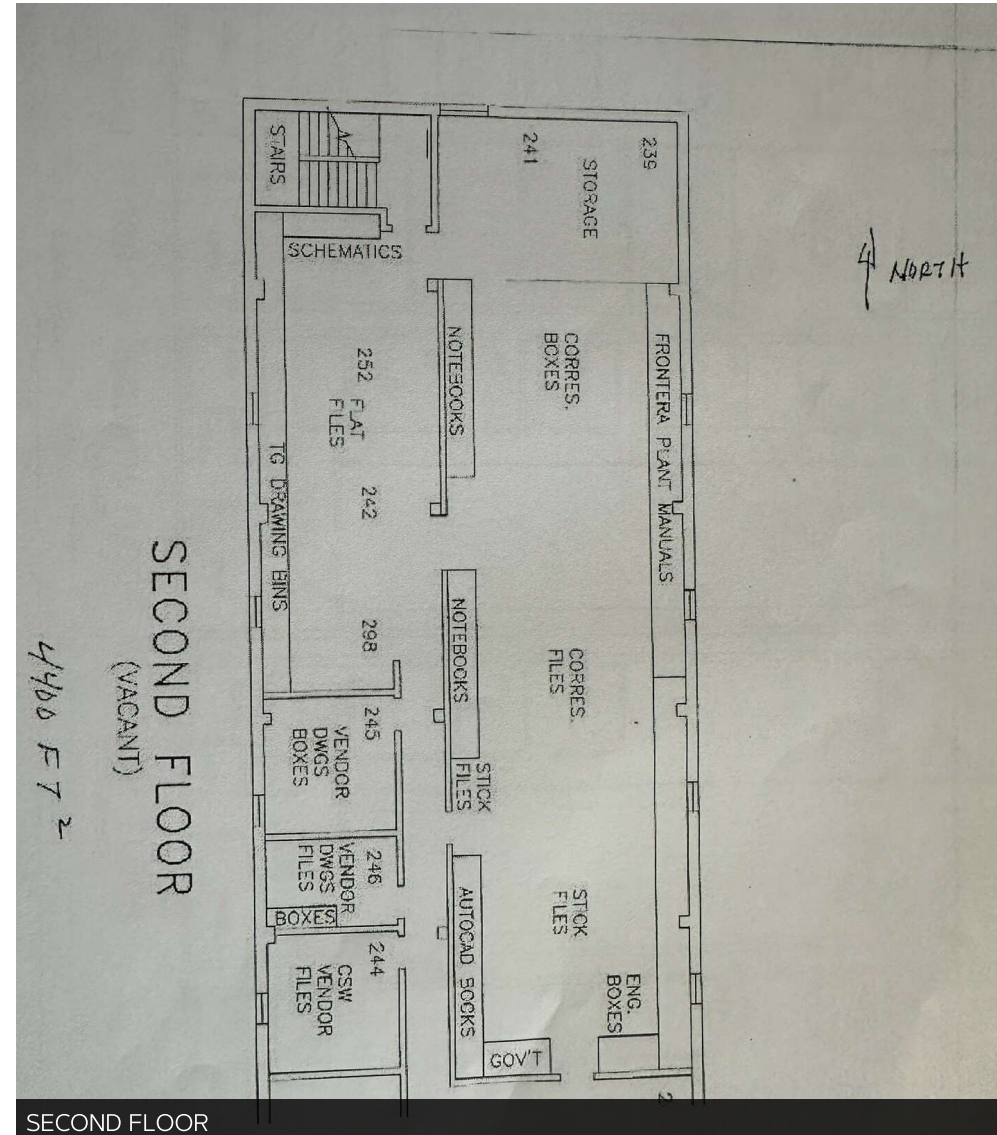 239
241
STORAGE
STAIRS
SCHEMATICS
NORTH
FRONTERA PLANT MANUALS
CORRES.
BOXES
NOTEBOOKS
252 FLAT
FILES
242
298
TG DRAWING BINS
CORRES.
FILES
NOTEBOOKS
STICK
FILES
245
VENDOR
DWGS
BOXES
246
VENDOR
DWGS
FILES
BOXES
STICK
FILES
AUTOCAD BOOKS
ENG.
BOXES
GOV'T
244
CSW
VENDOR
FILES
SECOND FLOOR
(VACANT)
4400 FT 2
SECOND FLOOR